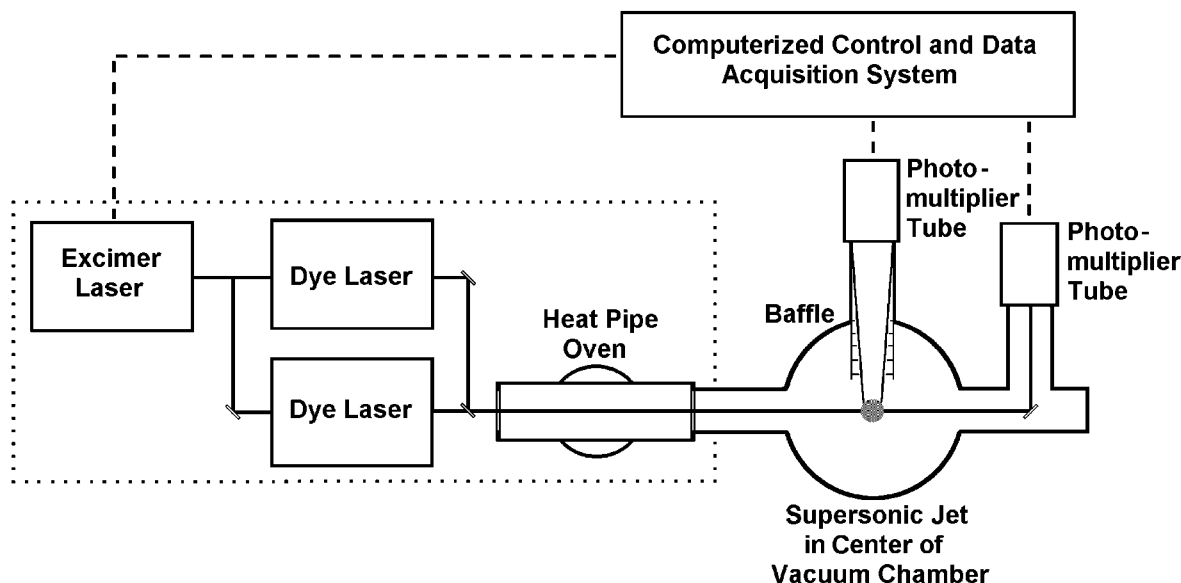 Computerized Control and Data
Acquisition System
Photo-
multiplier
Tube
Photo-
multiplier
Tube
Excimer
Laser
Dye Laser
Heat Pipe
Oven
Baffle
Dye Laser
Supersonic Jet
in Center of
Vacuum Chamber